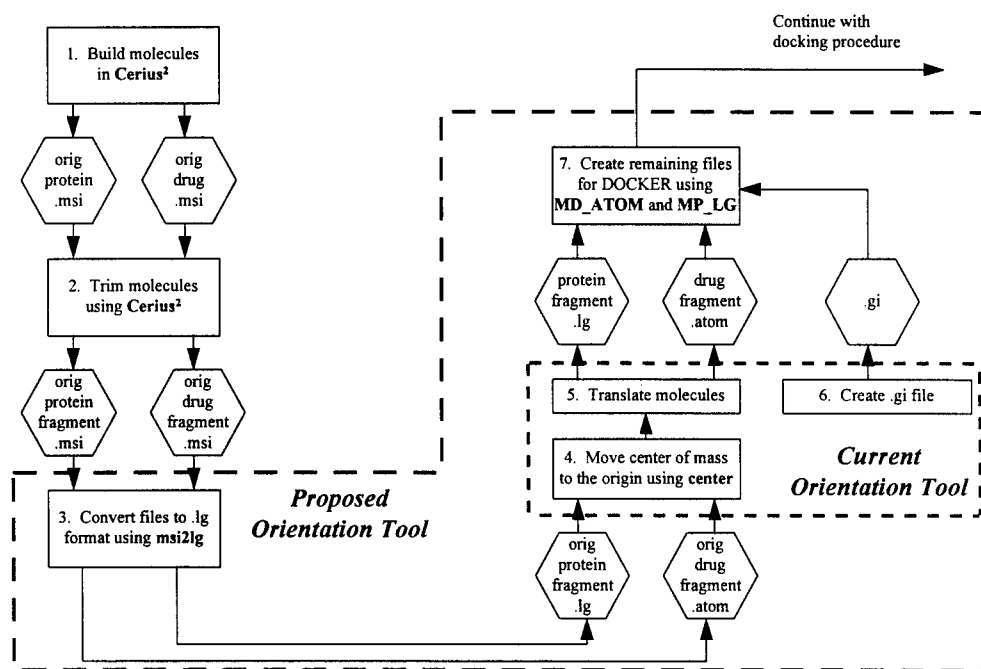 1. Build molecules
in Cerius²
orig
protein
.msi
orig
drug
.msi
2. Trim molecules
using Cerius²
orig
protein
fragment
.msi
orig
drug
fragment
.msi
3. Convert files to .lg
format using msi2lg
Proposed
Orientation Tool
Continue with
docking procedure
7. Create remaining files
for DOCKER using
MD_ATOM and MP_LG
protein
fragment
.lg
drug
fragment
.atom
.gi
5. Translate molecules
6. Create .gi file
4. Move center of mass
to the origin using center
Current
Orientation Tool
orig
protein
fragment
.lg
orig
drug
fragment
.atom